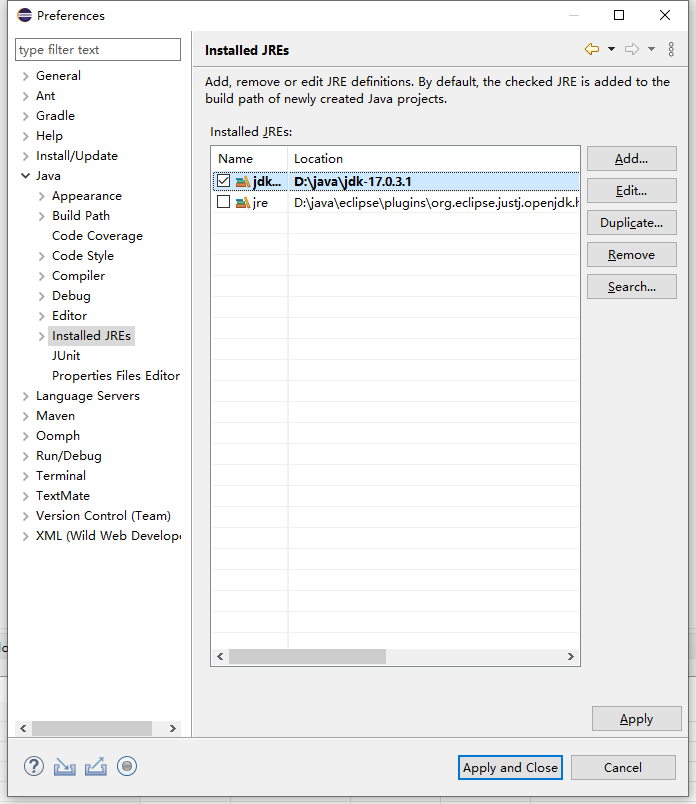 Preferences
type filter text
Installed JREs
General
Ant
Gradle
Help
Install/Update
Java
Appearance
Build Path
Code Coverage
Code Style
Compiler
Debug
Editor
Installed JREs
JUnit
Properties Files Editor
Language Servers
Maven
Oomph
Run/Debug
Terminal
TextMate
Version Control (Team)
XML (Wild Web Develope
Add, remove or edit JRE definitions. By default, the checked JRE is added to the
build path of newly created Java projects.
Installed JREs:
Name Location
jdk... D:\java\jdk-17.0.3.1
jre D:\java\eclipse\plugins\org.eclipse.justj.openjdk.h
Add...
Edit...
Duplicate...
Remove
Search...
Apply
Apply and Close
Cancel